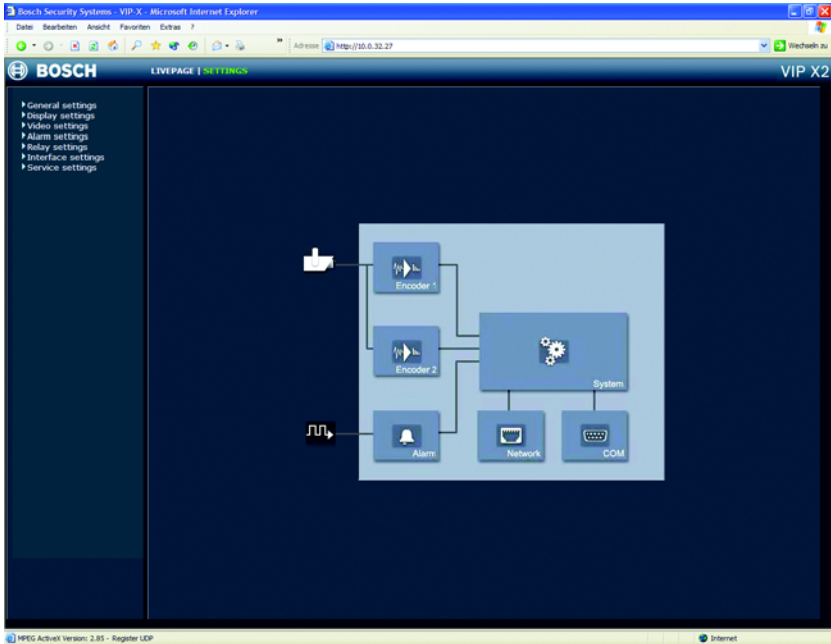 Bosch Security Systems - VIP-X - Microsoft Internet Explorer
Datei Bearbeiten Ansicht Favoriten Extras ?
Adresse http://10.0.32.27 Wechseln zu
BOSCH LIVEPAGE | SETTINGS VIP X2
General settings
Display settings
Video settings
Alarm settings
Relay settings
Interface settings
Service settings
Encoder 1
Encoder 2
System
Alarm Network COM
MPEG ActiveX Version: 2.85 - Register UDP Internet